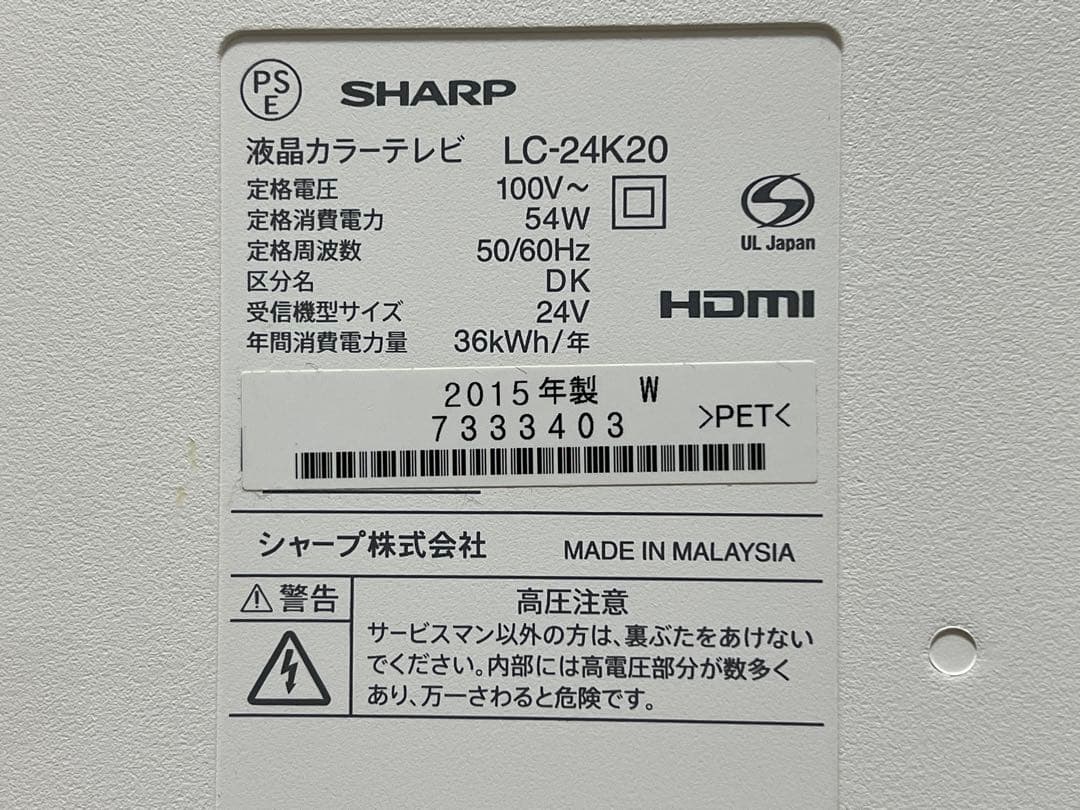 PSE SHARP
液晶カラーテレビ LC-24K20
定格電圧 100V~
定格消費電力 54W
UL Japan
定格周波数 50/60Hz
区分名 DK
受信機型サイズ 24V
HDMI
年間消費電力量 36kWh/年
2015年製 W
7333403 >PET<
シャープ株式会社 MADE IN MALAYSIA
警告
高圧注意
サービスマン以外の方は、裏ぶたをあけない
でください。内部には高電圧部分が数多く
あり、万一さわると危険です。